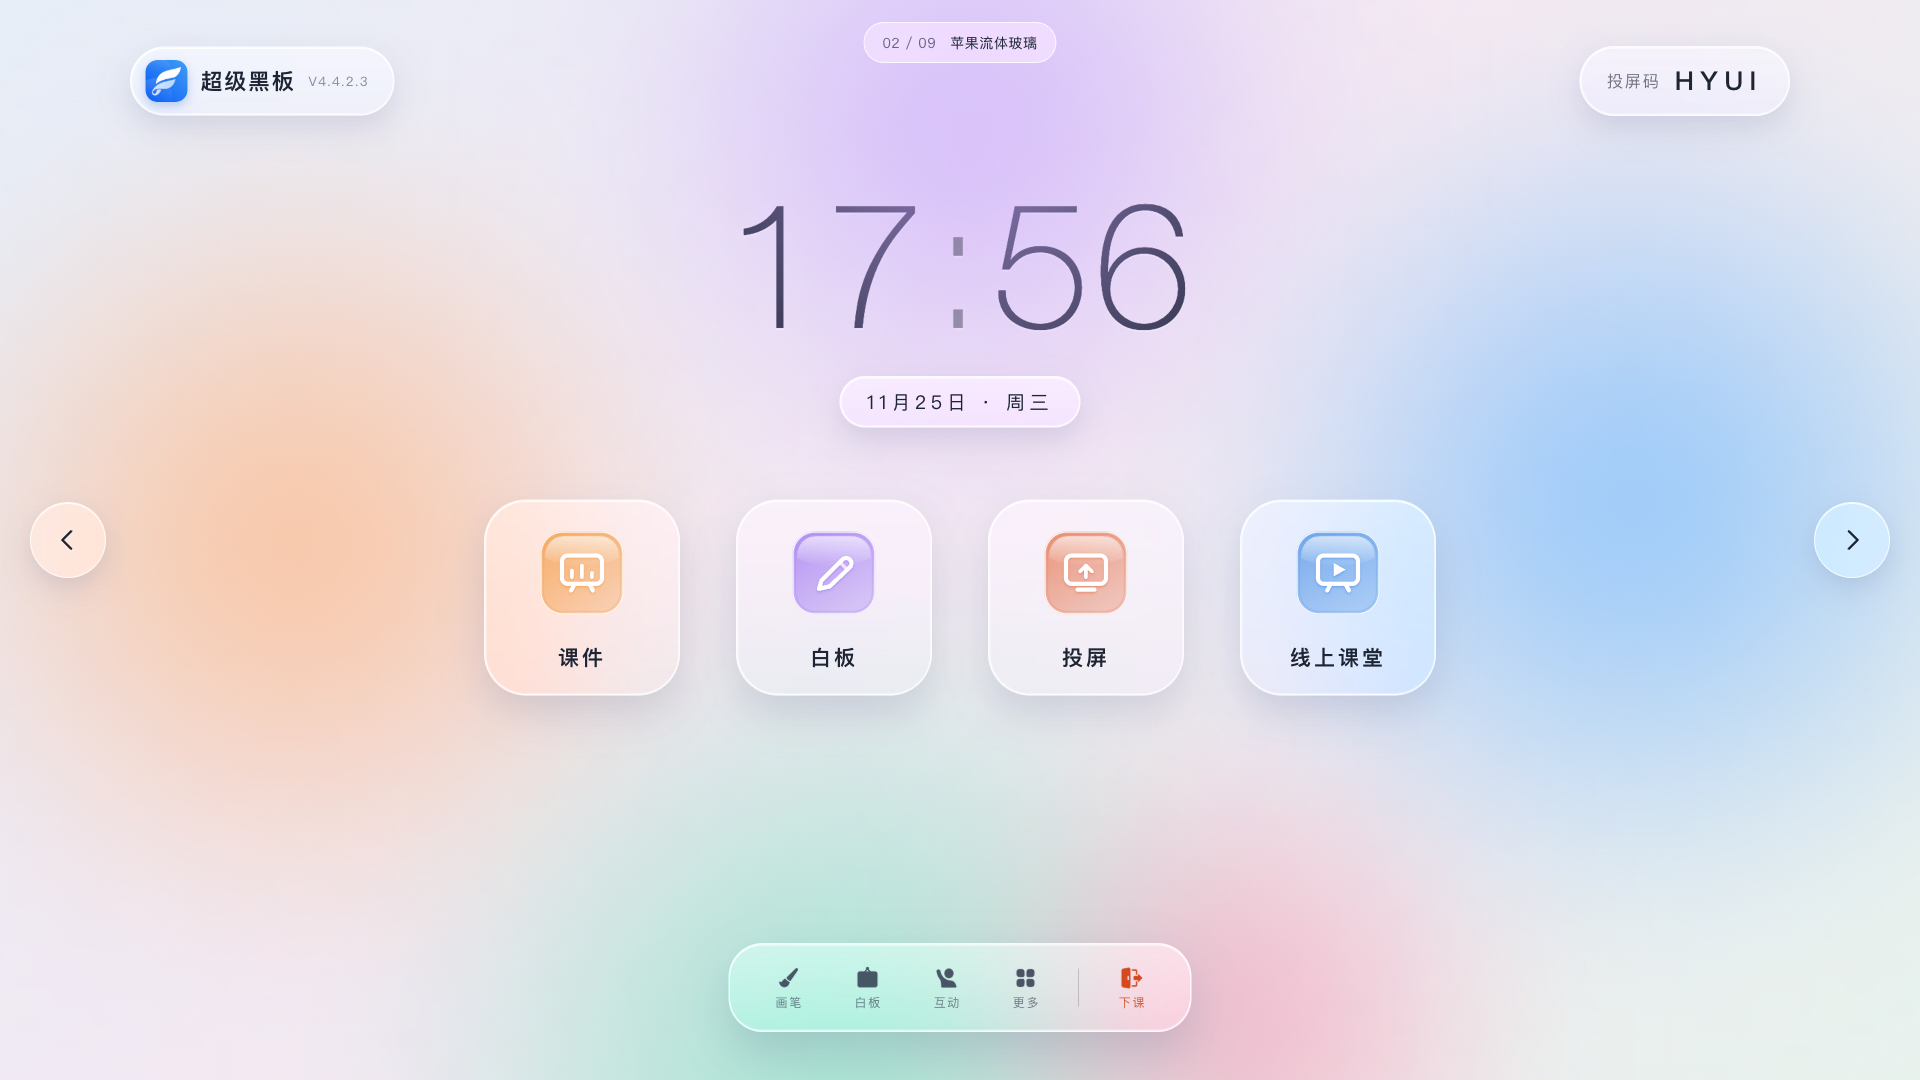 02 / 09 苹果流体玻璃
超级黑板 V4.4.2.3
投屏码 HYUI
17:56
11月25日 · 周三
课件
白板
投屏
线上课堂
画笔
白板
互动
更多
下课